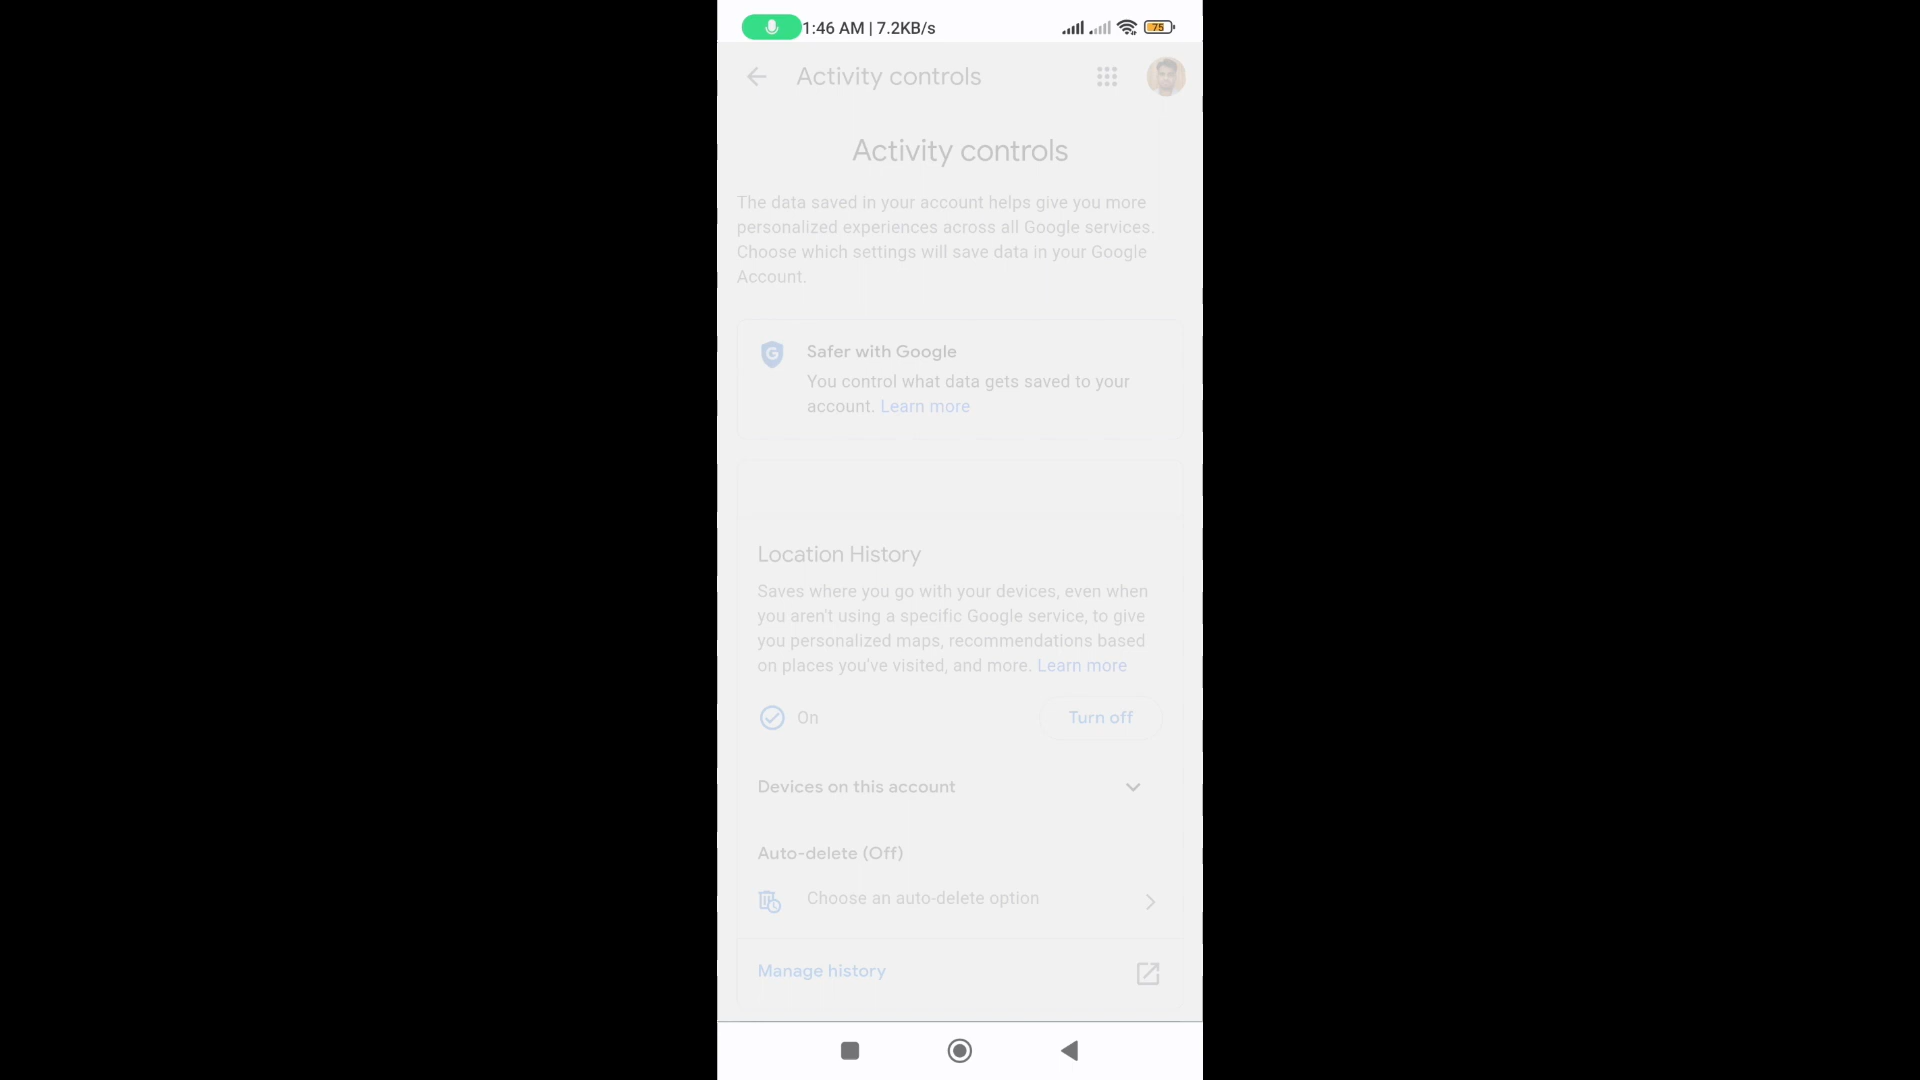 1:46 AM | 7.2KB/s
75
Activity controls
Activity controls
The data saved in your account helps give you more
personalized experiences across all Google services.
Choose which settings will save data in your Google
Account.
G
Safer with Google
You control what data gets saved to your
account. Learn more
Location History
Saves where you go with your devices, even when
you aren't using a specific Google service, to give
you personalized maps, recommendations based
on places you've visited, and more. Learn more
On
Turn off
Devices on this account
Auto-delete (Off)
Choose an auto-delete option
Manage history